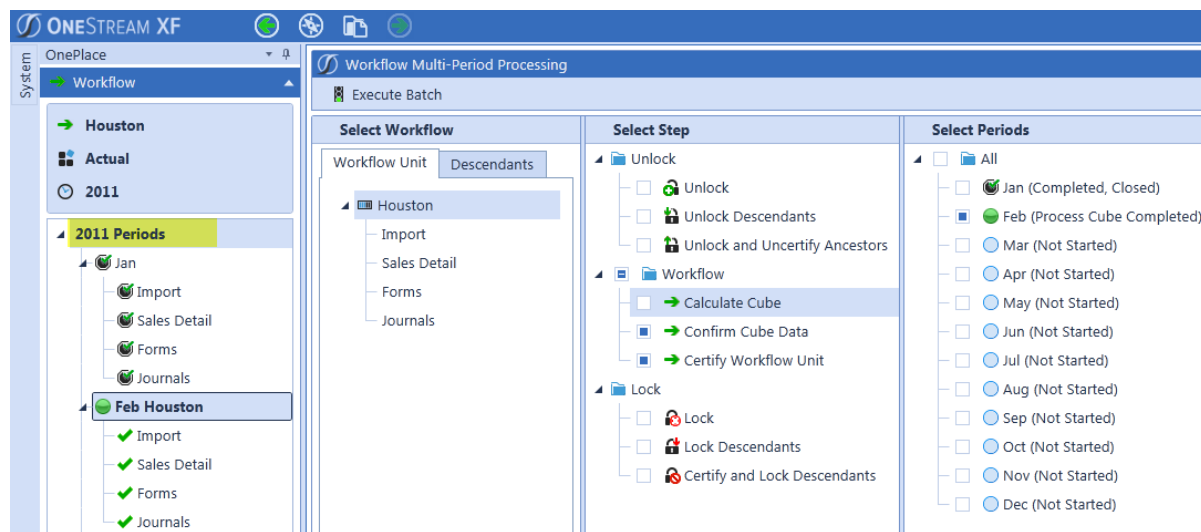 ONESTREAM XF
System
OnePlace
Workflow
Houston
Actual
2011
2011 Periods
Jan
Import
Sales Detail
Forms
Journals
Feb Houston
Import
Sales Detail
Forms
Journals
Workflow Multi-Period Processing
Execute Batch
Select Workflow
Workflow Unit Descendants
Houston
Import
Sales Detail
Forms
Journals
Select Step
Unlock
Unlock
Unlock Descendants
Unlock and Uncertify Ancestors
Workflow
Calculate Cube
Confirm Cube Data
Certify Workflow Unit
Lock
Lock
Lock Descendants
Certify and Lock Descendants
Select Periods
All
Jan (Completed, Closed)
Feb (Process Cube Completed)
Mar (Not Started)
Apr (Not Started)
May (Not Started)
Jun (Not Started)
Jul (Not Started)
Aug (Not Started)
Sep (Not Started)
Oct (Not Started)
Nov (Not Started)
Dec (Not Started)